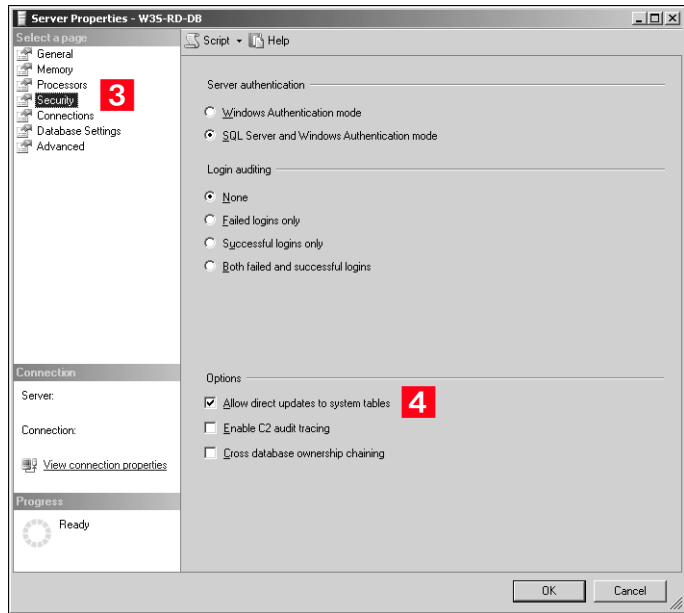 Server Properties - W3S-RD-DB
Select a page
General
Memory
Processors
Security
3
Connections
Database Settings
Advanced
Script
Help
Server authentication
Windows Authentication mode
SQL Server and Windows Authentication mode
Login auditing
None
Failed logins only
Successful logins only
Both failed and successful logins
Connection
Server:
Connection:
View connection properties
Progress
Ready
Options
Allow direct updates to system tables
4
Enable C2 audit tracing
Cross database ownership chaining
OK
Cancel